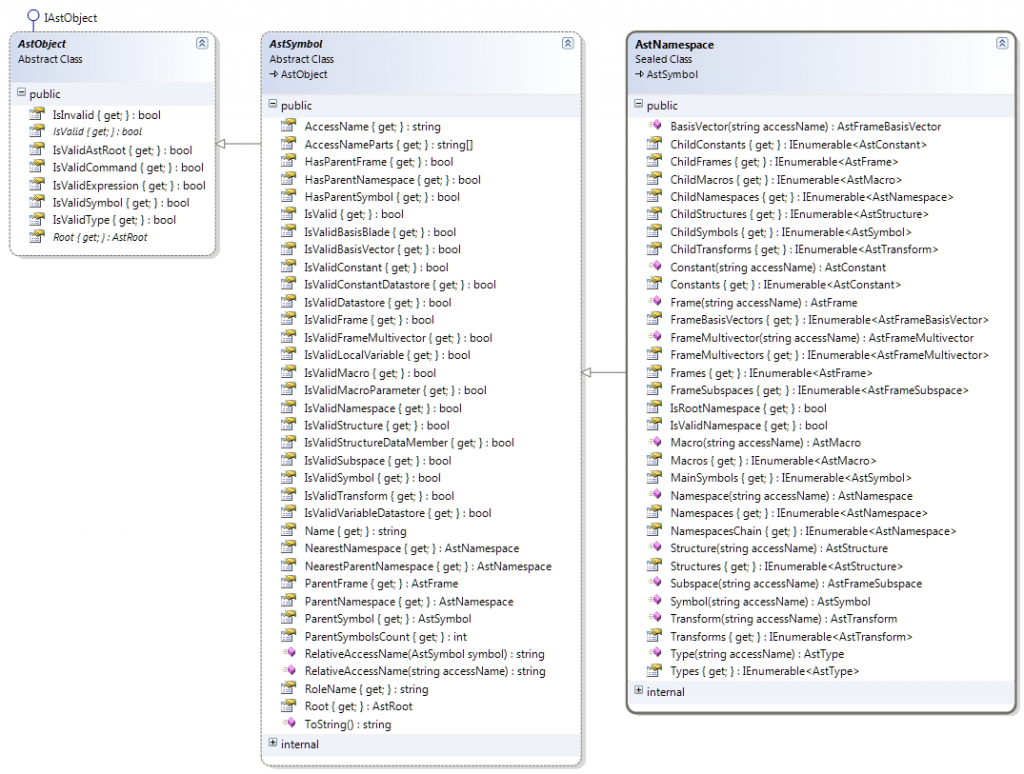 IAstObject
AstObject
Abstract Class
public
IsInvalid { get; } : bool
IsValid { get; } : bool
IsValidAstRoot { get; } : bool
IsValidCommand { get; } : bool
IsValidExpression { get; } : bool
IsValidSymbol { get; } : bool
IsValidType { get; } : bool
Root { get; } : AstRoot
AstSymbol
Abstract Class
AstObject
public
AccessName { get; } : string
AccessNameParts { get; } : string[]
HasParentFrame { get; } : bool
HasParentNamespace { get; } : bool
HasParentSymbol { get; } : bool
IsValid { get; } : bool
IsValidBasisBlade { get; } : bool
IsValidBasisVector { get; } : bool
IsValidConstant { get; } : bool
IsValidConstantDatastore { get; } : bool
IsValidDatastore { get; } : bool
IsValidFrame { get; } : bool
IsValidFrameMultivector { get; } : bool
IsValidLocalVariable { get; } : bool
IsValidMacro { get; } : bool
IsValidMacroParameter { get; } : bool
IsValidNamespace { get; } : bool
IsValidStructure { get; } : bool
IsValidStructureDataMember { get; } : bool
IsValidSubspace { get; } : bool
IsValidSymbol { get; } : bool
IsValidTransform { get; } : bool
IsValidVariableDatastore { get; } : bool
Name { get; } : string
NearestNamespace { get; } : AstNamespace
NearestParentNamespace { get; } : AstNamespace
ParentFrame { get; } : AstFrame
ParentNamespace { get; } : AstNamespace
ParentSymbol { get; } : AstSymbol
ParentSymbolsCount { get; } : int
RelativeAccessName(AstSymbol symbol) : string
RelativeAccessName(string accessName) : string
RoleName { get; } : string
Root { get; } : AstRoot
ToString() : string
internal
AstNamespace
Sealed Class
AstSymbol
public
BasisVector(string accessName) : AstFrameBasisVector
ChildConstants { get; } : IEnumerable<AstConstant>
ChildFrames { get; } : IEnumerable<AstFrame>
ChildMacros { get; } : IEnumerable<AstMacro>
ChildNamespaces { get; } : IEnumerable<AstNamespace>
ChildStructures { get; } : IEnumerable<AstStructure>
ChildSymbols { get; } : IEnumerable<AstSymbol>
ChildTransforms { get; } : IEnumerable<AstTransform>
Constant(string accessName) : AstConstant
Constants { get; } : IEnumerable<AstConstant>
Frame(string accessName) : AstFrame
FrameBasisVectors { get; } : IEnumerable<AstFrameBasisVector>
FrameMultivector(string accessName) : AstFrameMultivector
FrameMultivectors { get; } : IEnumerable<AstFrameMultivector>
Frames { get; } : IEnumerable<AstFrame>
FrameSubspaces { get; } : IEnumerable<AstFrameSubspace>
IsRootNamespace { get; } : bool
IsValidNamespace { get; } : bool
Macro(string accessName) : AstMacro
Macros { get; } : IEnumerable<AstMacro>
MainSymbols { get; } : IEnumerable<AstSymbol>
Namespace(string accessName) : AstNamespace
Namespaces { get; } : IEnumerable<AstNamespace>
NamespacesChain { get; } : IEnumerable<AstNamespace>
Structure(string accessName) : AstStructure
Structures { get; } : IEnumerable<AstStructure>
Subspace(string accessName) : AstFrameSubspace
Symbol(string accessName) : AstSymbol
Transform(string accessName) : AstTransform
Transforms { get; } : IEnumerable<AstTransform>
Type(string accessName) : AstType
Types { get; } : IEnumerable<AstType>
internal